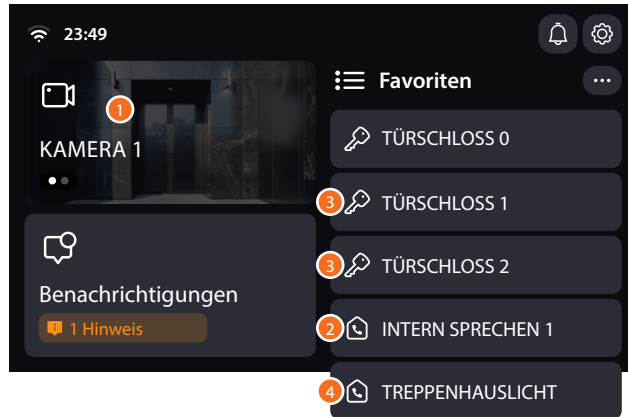 23:49
1
KAMERA 1
Benachrichtigungen
1 Hinweis
Favoriten
TÜRSCHLOSS 0
3 TÜRSCHLOSS 1
3 TÜRSCHLOSS 2
2 INTERN SPRECHEN 1
4 TREPPENHAUSLICHT